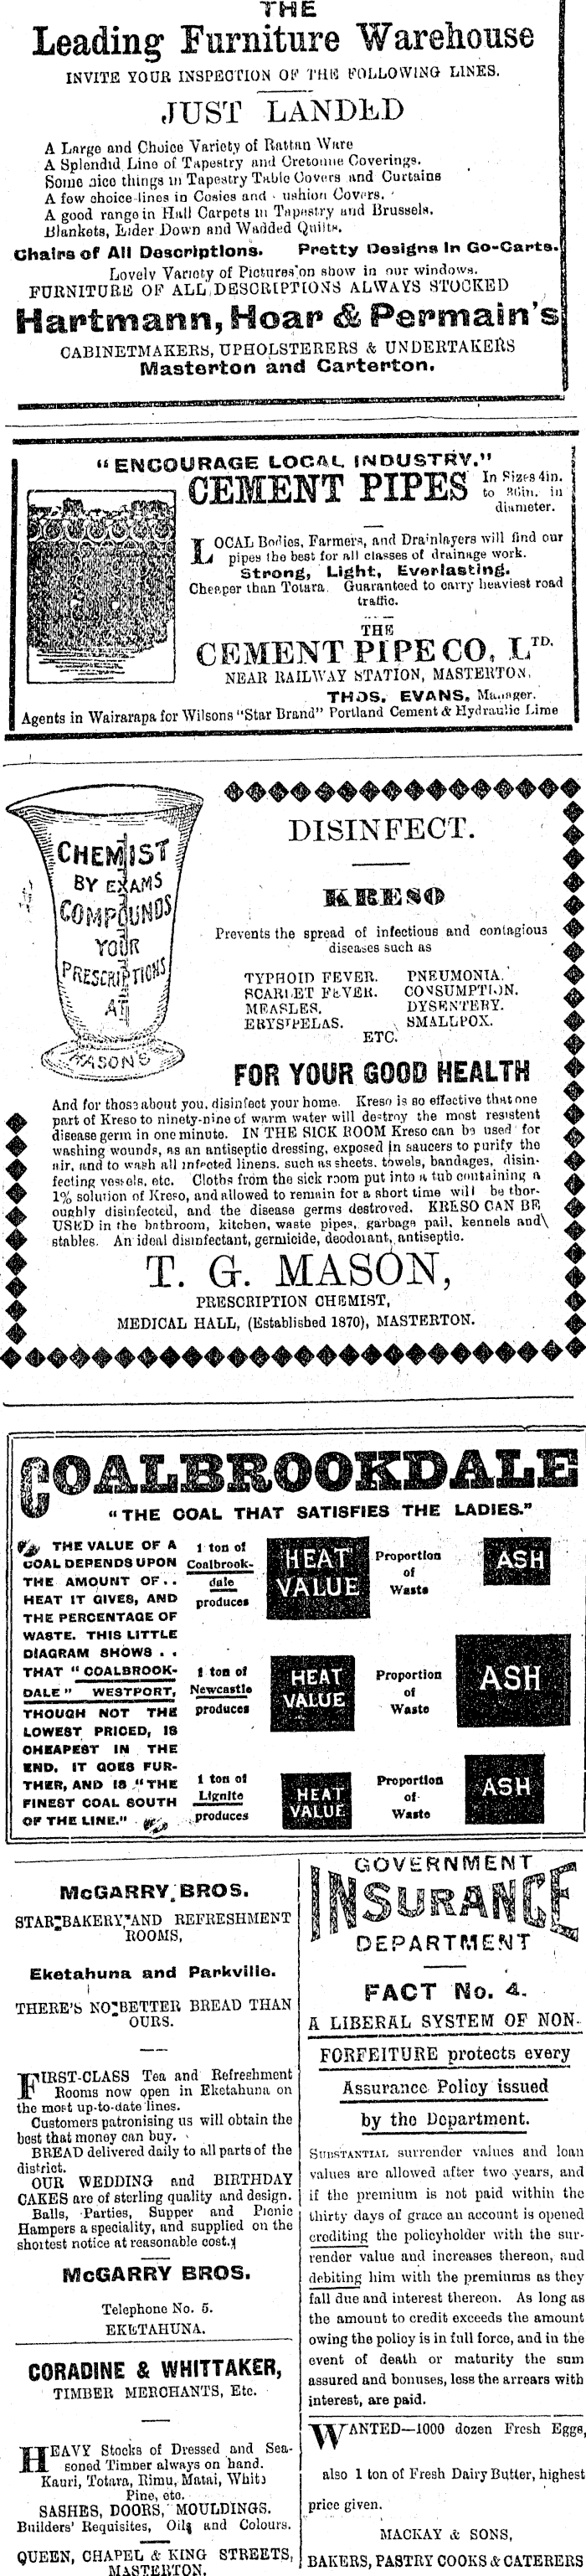 THE
Leading Furniture Warehouse
INVITE YOUR INSPECTION OF THE FOLLOWING LINES.
JUST LANDED
A Large and Choice Variety of Rattan Ware
A Splendid Line of Tapestry and Cretonne Coverings.
Some nice things in Tapestry Table Covers and Curtains
A few choice lines in Cosies and ushion Covers.
A good range in Hall Carpets in Tapestry and Brussels.
Blankets, Eider Down and Wadded Quilts.
Chairs of All Descriptions. Pretty Designs in Go-Carts.
Lovely Variety of Pictures on show in our windows.
FURNITURE OF ALL DESCRIPTIONS ALWAYS STOCKED
Hartmann, Hoar & Permain's
CABINETMAKERS, UPHOLSTERERS & UNDERTAKERS
Masterton and Carterton.
"ENCOURAGE LOCAL INDUSTRY."
CEMENT PIPES
In Sizes 4in.
to 36in. in
diameter.
LOCAL Bodies, Farmers, and Drainlayers will find our
pipes the best for all classes of drainage work.
Strong, Light, Everlasting.
Cheaper than Totara. Guaranteed to carry heaviest road
traffic.
THE
CEMENT PIPE CO, LTD.
NEAR RAILWAY STATION, MASTERTON.
THOS. EVANS, Manager.
Agents in Wairarapa for Wilsons "Star Brand" Portland Cement & Hydraulic Lime
CHEMIST
BY EXAMS
COMPOUNDS
YOUR
PRESCRIPTIONS
AT
MASON'S
DISINFECT.
KRESO
Prevents the spread of infectious and contagious
diseases such as
TYPHOID FEVER. PNEUMONIA.
SCARLET FEVER. CONSUMPTION.
MEASLES. DYSENTERY.
ERYSIPELAS. SMALLPOX.
ETC.
FOR YOUR GOOD HEALTH
And for those about you, disinfect your home. Kreso is so effective that one
part of Kreso to ninety-nine of warm water will destroy the most resistent
disease germ in one minute. IN THE SICK ROOM Kreso can be used for
washing wounds, as an antiseptic dressing, exposed in saucers to purify the
air, and to wash all infected linens, such as sheets, towels, bandages, disin-
fecting vessels, etc. Cloths from the sick room put into a tub containing a
1% solution of Kreso, and allowed to remain for a short time will be thor-
oughly disinfected, and the disease germs destroyed. KRESO CAN BE
USED in the bathroom, kitchen, waste pipes, garbage pail, kennels and
stables. An ideal disinfectant, germicide, deodorant, antiseptic.
T. G. MASON,
PRESCRIPTION CHEMIST,
MEDICAL HALL, (Established 1870), MASTERTON.
COALBROOKDALE
"THE COAL THAT SATISFIES THE LADIES."
THE VALUE OF A
COAL DEPENDS UPON
THE AMOUNT OF . .
HEAT IT GIVES, AND
THE PERCENTAGE OF
WASTE. THIS LITTLE
DIAGRAM SHOWS . .
THAT "COALBROOK-
DALE" WESTPORT,
THOUGH NOT THE
LOWEST PRICED, IS
CHEAPEST IN THE
END. IT GOES FUR-
THER, AND IS "THE
FINEST COAL SOUTH
OF THE LINE."
1 ton of
Coalbrook-
dale
produces
HEAT
VALUE
Proportion
of
Waste
ASH
1 ton of
Newcastle
produces
HEAT
VALUE
Proportion
of
Waste
ASH
1 ton of
Lignite
produces
HEAT
VALUE
Proportion
of
Waste
ASH
McGARRY BROS.
STAR BAKERY, AND REFRESHMENT
ROOMS,
Eketahuna and Parkville.
THERE'S NO BETTER BREAD THAN
OURS.
FIRST-CLASS Tea and Refreshment
Rooms now open in Eketahuna on
the most up-to-date lines.
Customers patronising us will obtain the
best that money can buy.
BREAD delivered daily to all parts of the
district.
OUR WEDDING and BIRTHDAY
CAKES are of sterling quality and design.
Balls, Parties, Supper and Picnic
Hampers a speciality, and supplied on the
shortest notice at reasonable cost.
McGARRY BROS.
Telephone No. 5.
EKETAHUNA.
CORADINE & WHITTAKER,
TIMBER MERCHANTS, Etc.
HEAVY Stocks of Dressed and Sea-
soned Timber always on hand.
Kauri, Totara, Rimu, Matai, White
Pine, etc.
SASHES, DOORS, MOULDINGS.
Builders' Requisites, Oils and Colours.
QUEEN, CHAPEL & KING STREETS,
MASTERTON.
GOVERNMENT
INSURANCE
DEPARTMENT
FACT No. 4.
A LIBERAL SYSTEM OF NON-
FORFEITURE protects every
Assurance Policy issued
by the Department.
SUBSTANTIAL surrender values and loan
values are allowed after two years, and
if the premium is not paid within the
thirty days of grace an account is opened
crediting the policyholder with the sur-
render value and increases thereon, and
debiting him with the premiums as they
fall due and interest thereon. As long as
the amount to credit exceeds the amount
owing the policy is in full force, and in the
event of death or maturity the sum
assured and bonuses, less the arrears with
interest, are paid.
WANTED—1000 dozen Fresh Eggs,
also 1 ton of Fresh Dairy Butter, highest
price given.
MACKAY & SONS,
BAKERS, PASTRY COOKS & CATERERS